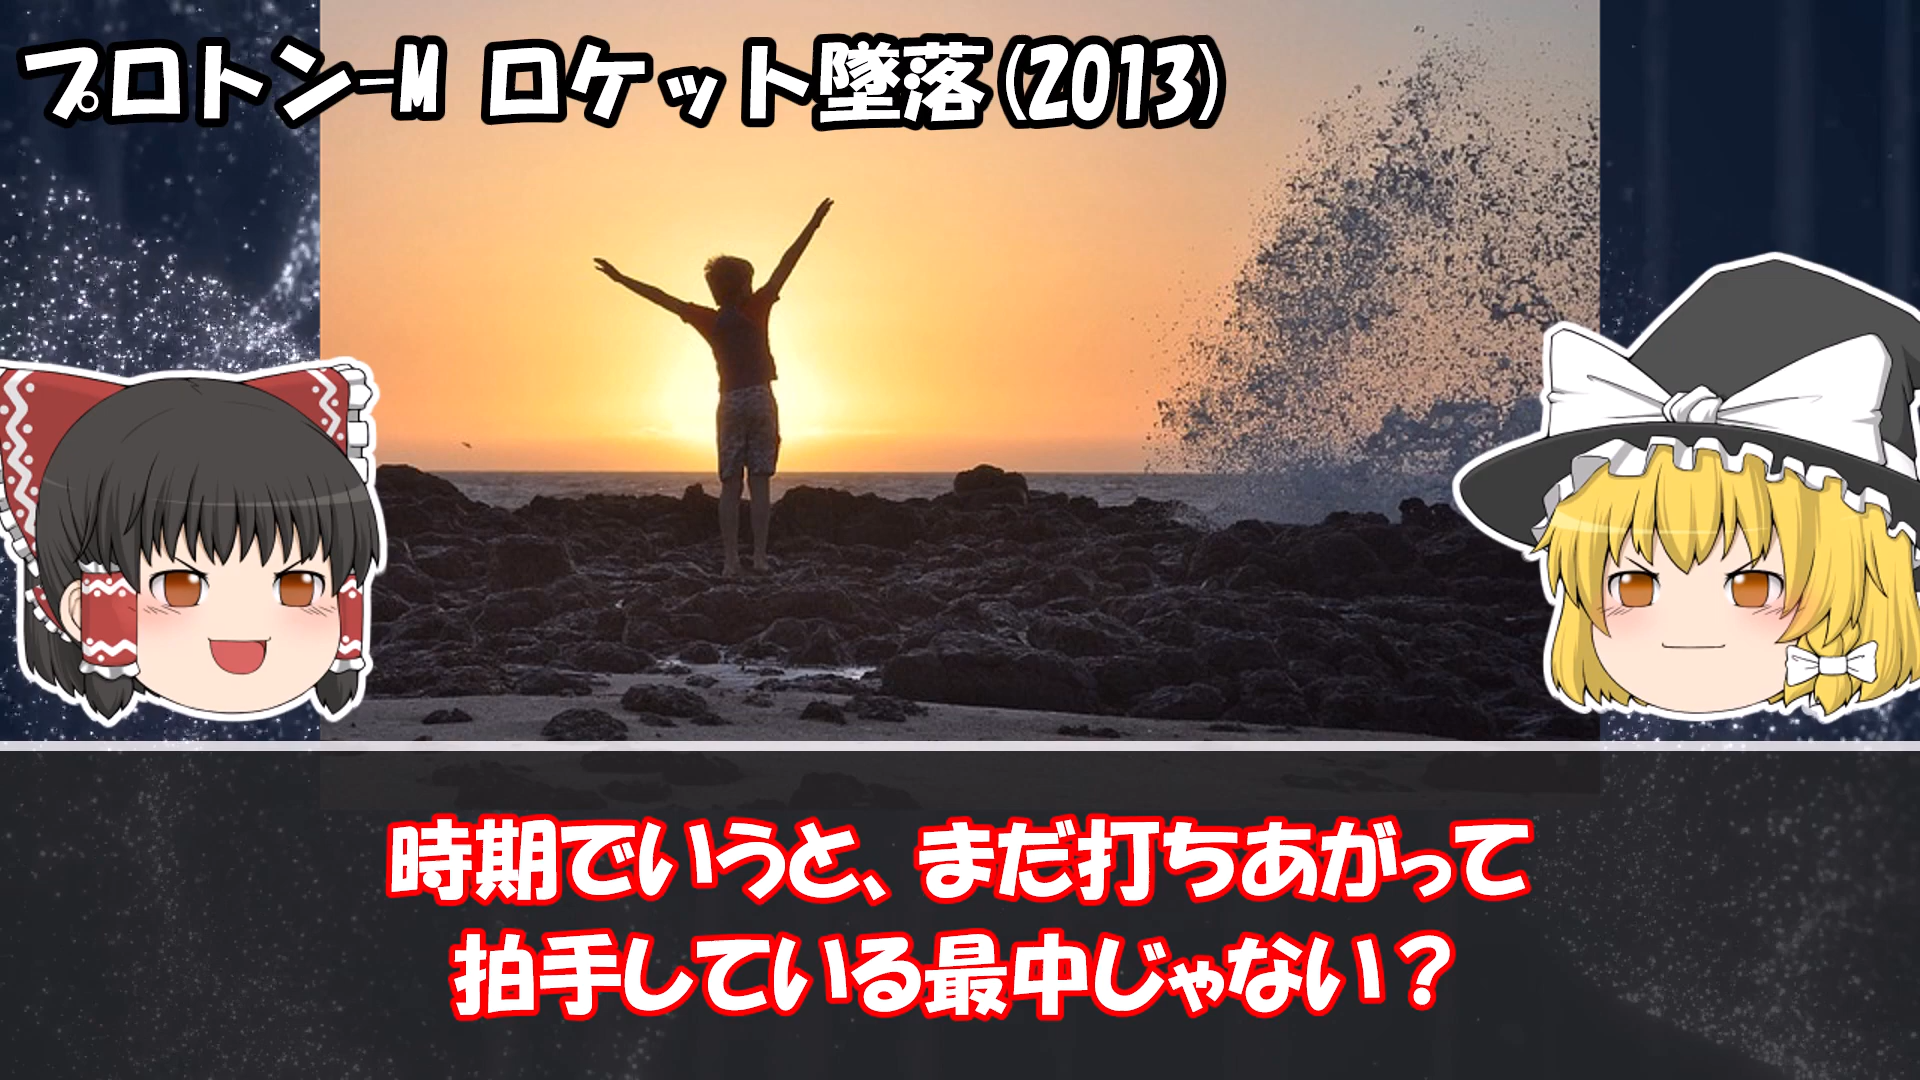 プロトン-M ロケット墜落(2013)
時期でいうと、まだ打ちあがって
拍手している最中じゃない？